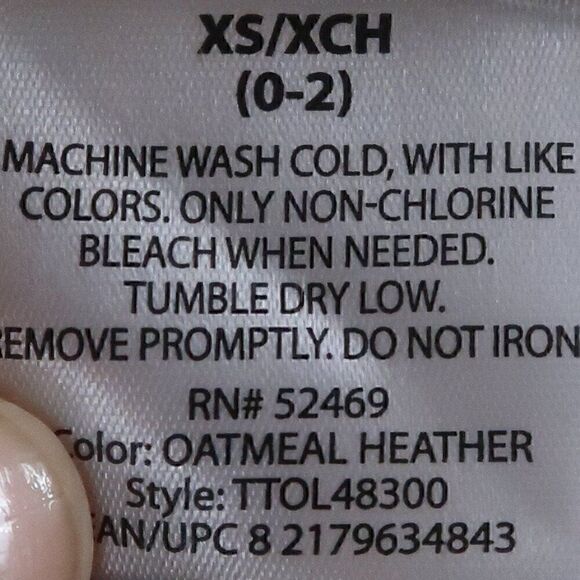 XS/XCH
(0-2)
MACHINE WASH COLD, WITH LIKE
COLORS. ONLY NON-CHLORINE
BLEACH WHEN NEEDED.
TUMBLE DRY LOW.
REMOVE PROMPTLY. DO NOT IRON
RN# 52469
Color: OATMEAL HEATHER
Style: TTOL48300
EAN/UPC 8 2179634843